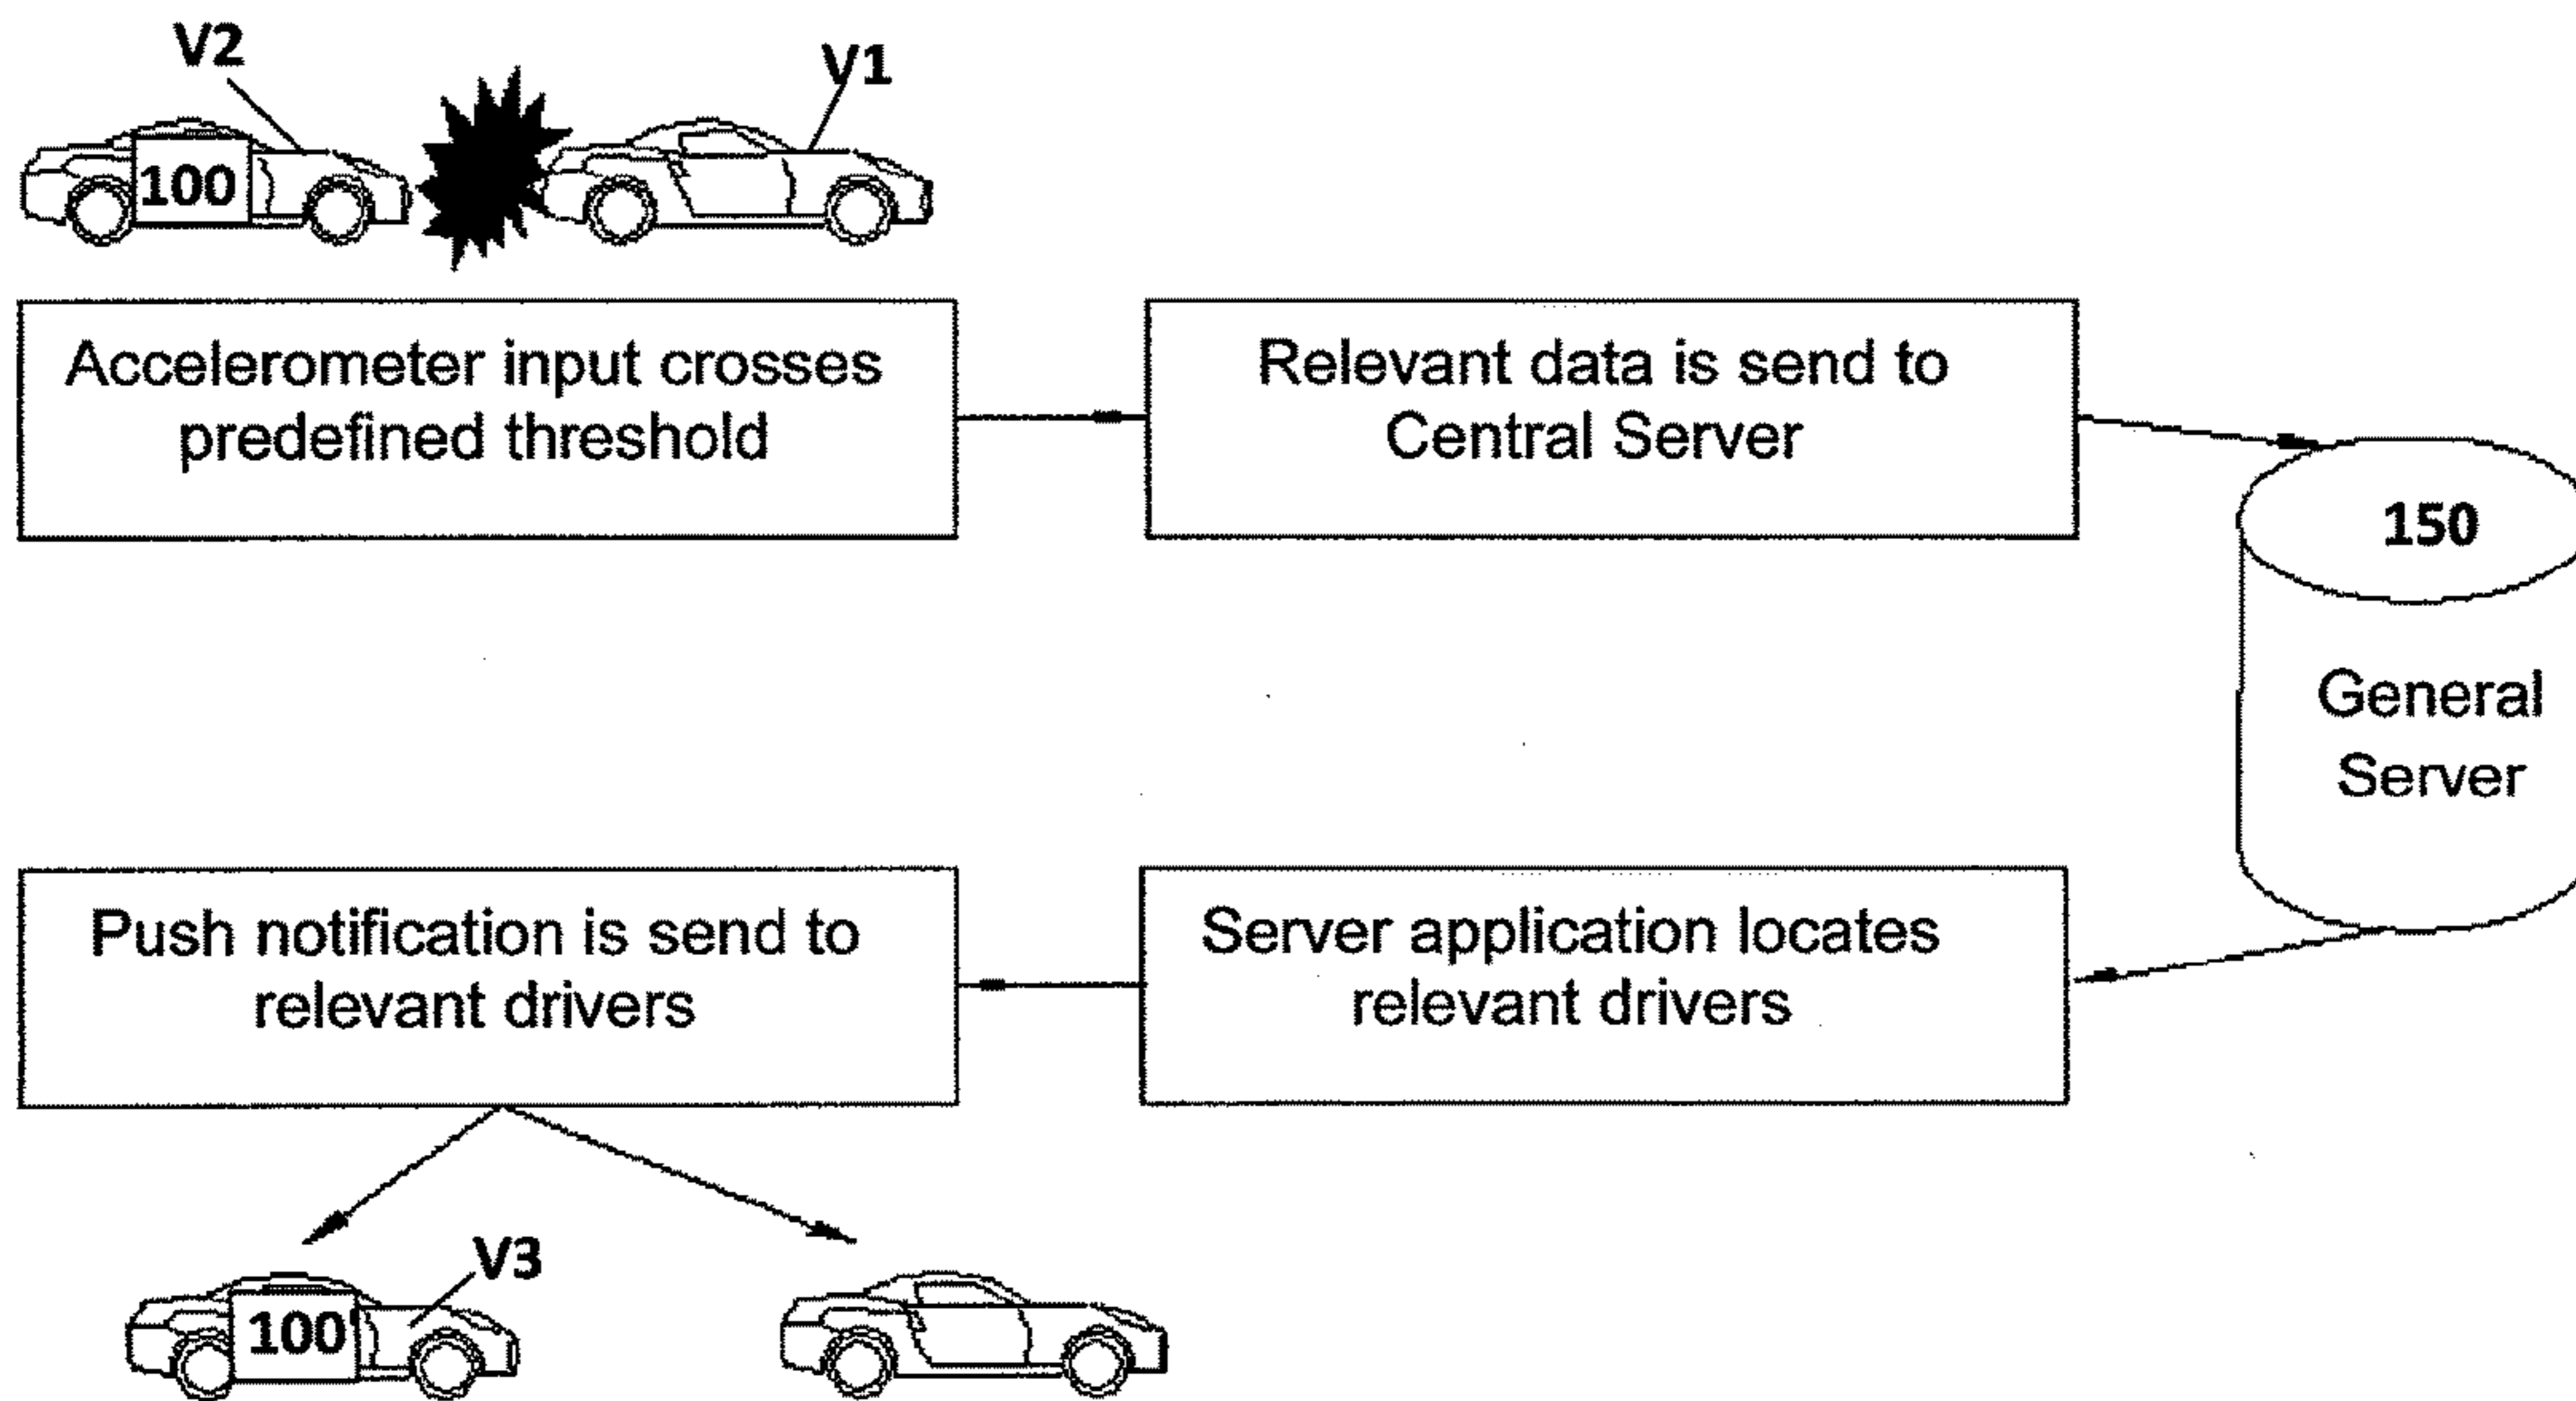 V2
V1
100
Accelerometer input crosses
predefined threshold
Relevant data is send to
Central Server
150
General
Server
Push notification is send to
relevant drivers
Server application locates
relevant drivers
V3
100'